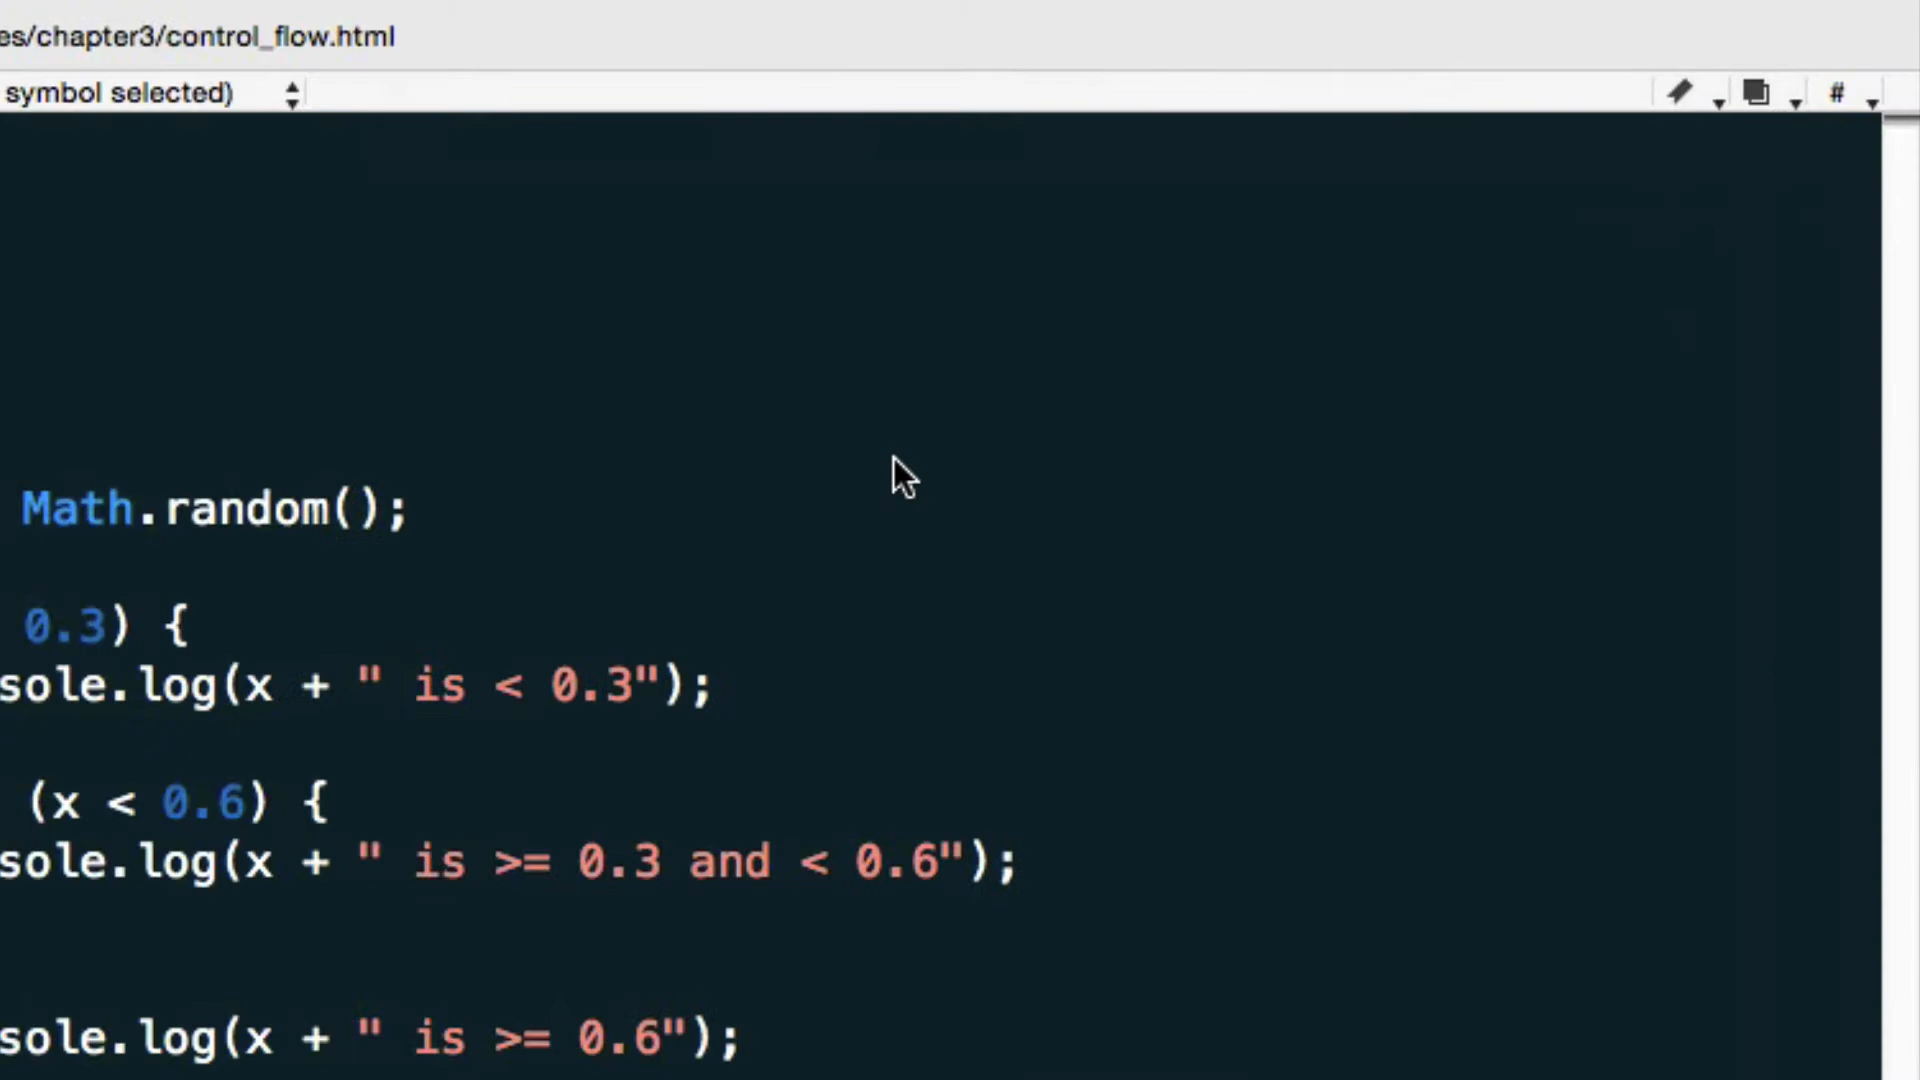 es/chapter3/control_flow.html
symbol selected)
#
Math.random();
0.3) {
sole.log(x + " is < 0.3");
(x < 0.6) {
sole.log(x + " is >= 0.3 and < 0.6");
sole.log(x + " is >= 0.6");